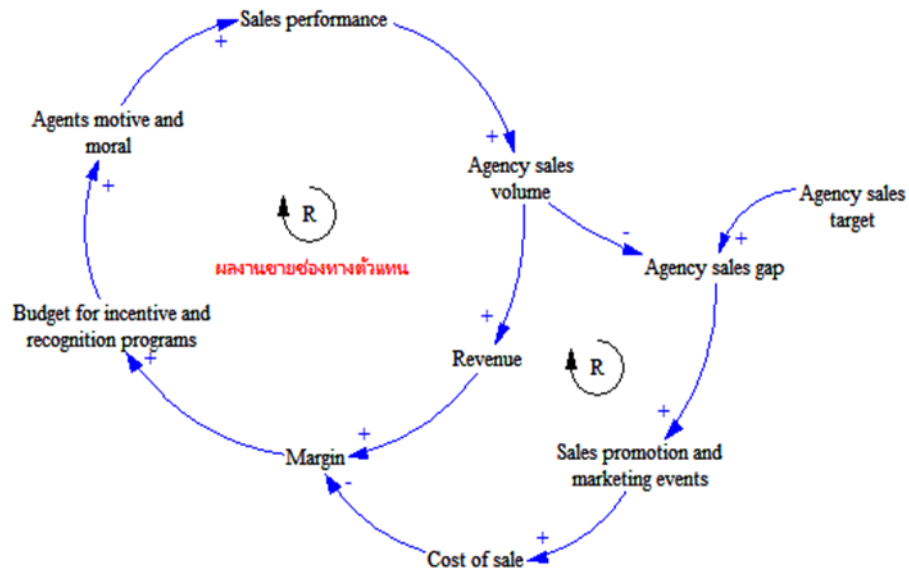 Sales performance
+
Agents motive and
moral
+
+
Agency sales
volume
Agency sales
target
R
-
+
ผลงานขายช่องทางตัวแทน
Agency sales gap
Budget for incentive and
recognition programs
+
+
Revenue
R
+
+
Margin
-
Sales promotion and
marketing events
+
Cost of sale